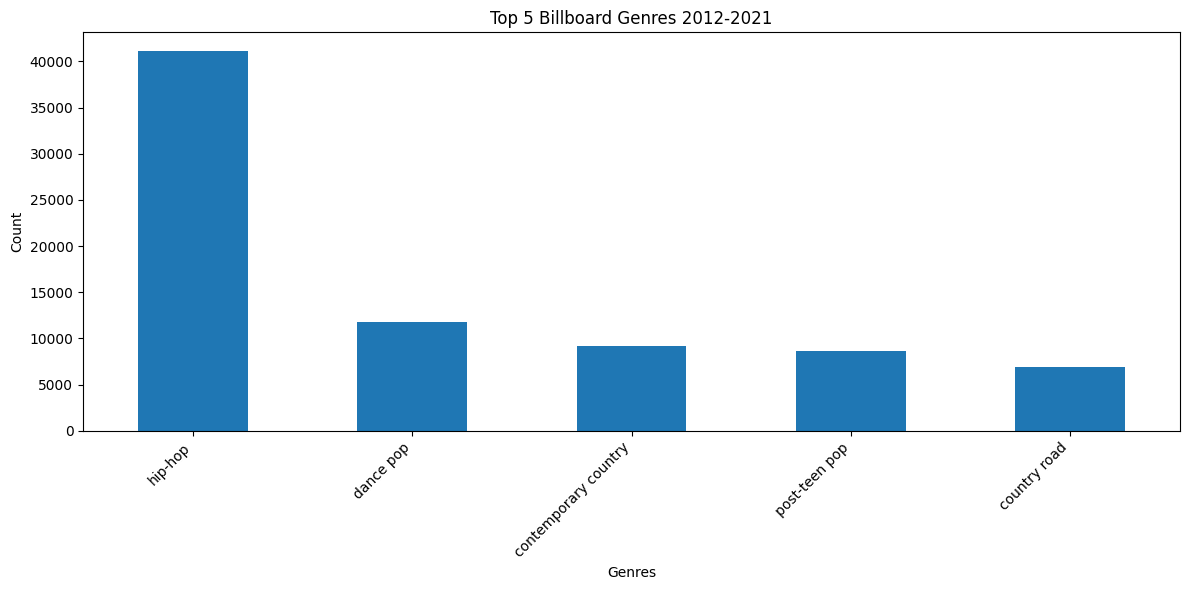 Top 5 Billboard Genres 2012-2021
Count
40000
35000
30000
25000
20000
15000
10000
5000
0
hip-hop
dance pop
contemporary country
post-teen pop
country road
Genres